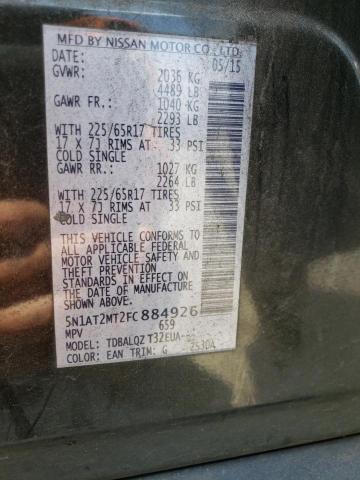 MFD BY NISSAN MOTOR CO., LTD.
DATE: 05/15
GVWR: 2036 KG
4489 LB
GAWR FR.: 1040 KG
2293 LB
WITH 225/65R17 TIRES
17 X 7J RIMS AT 33 PSI
COLD SINGLE
GAWR RR.: 1027 KG
2264 LB
WITH 225/65R17 TIRES
17 X 7J RIMS AT 33 PSI
COLD SINGLE
THIS VEHICLE CONFORMS TO
ALL APPLICABLE FEDERAL
MOTOR VEHICLE SAFETY AND
THEFT PREVENTION
STANDARDS IN EFFECT ON THE
DATE OF MANUFACTURE SHOWN
ABOVE.
5N1AT2MT2FC884926
MPV 659
MODEL: TDBALQZ T32EUA
COLOR: EAN TRIM: G 2530A